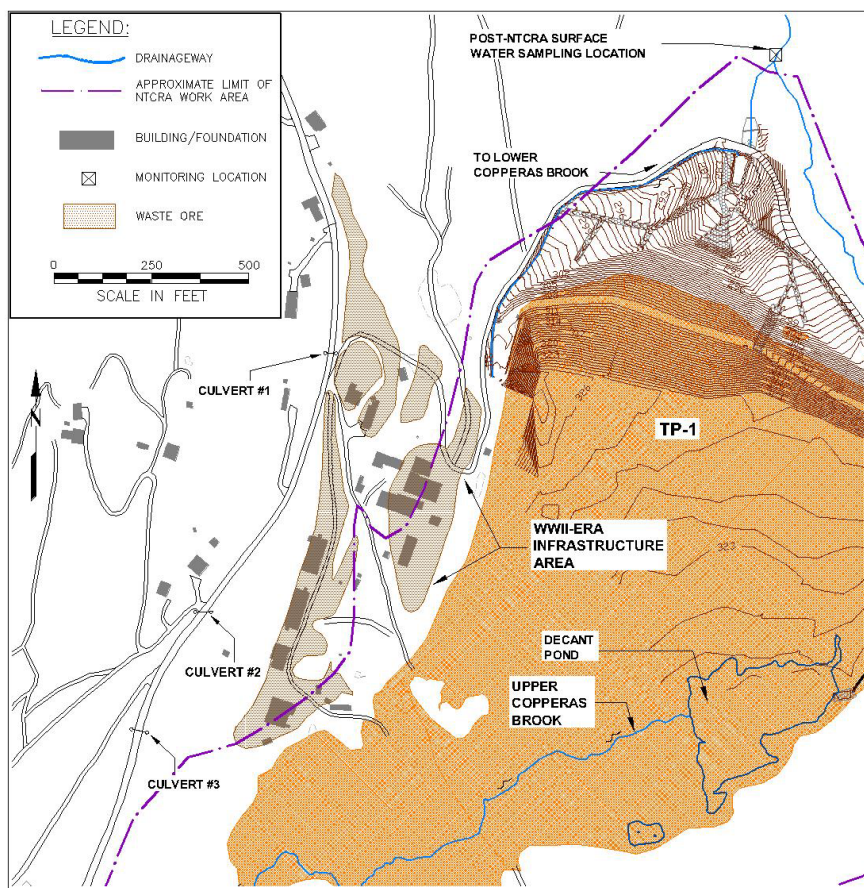 LEGEND:
DRAINAGEWAY
APPROXIMATE LIMIT OF
NTCRA WORK AREA
BUILDING/FOUNDATION
MONITORING LOCATION
WASTE ORE
0 250 500
SCALE IN FEET
POST-NTCRA SURFACE
WATER SAMPLING LOCATION
TO LOWER
COPPERAS BROOK
CULVERT #1
N
TP-1
WWII-ERA
INFRASTRUCTURE
AREA
323
DECANT
POND
CULVERT #2
UPPER
COPPERAS
BROOK
CULVERT #3